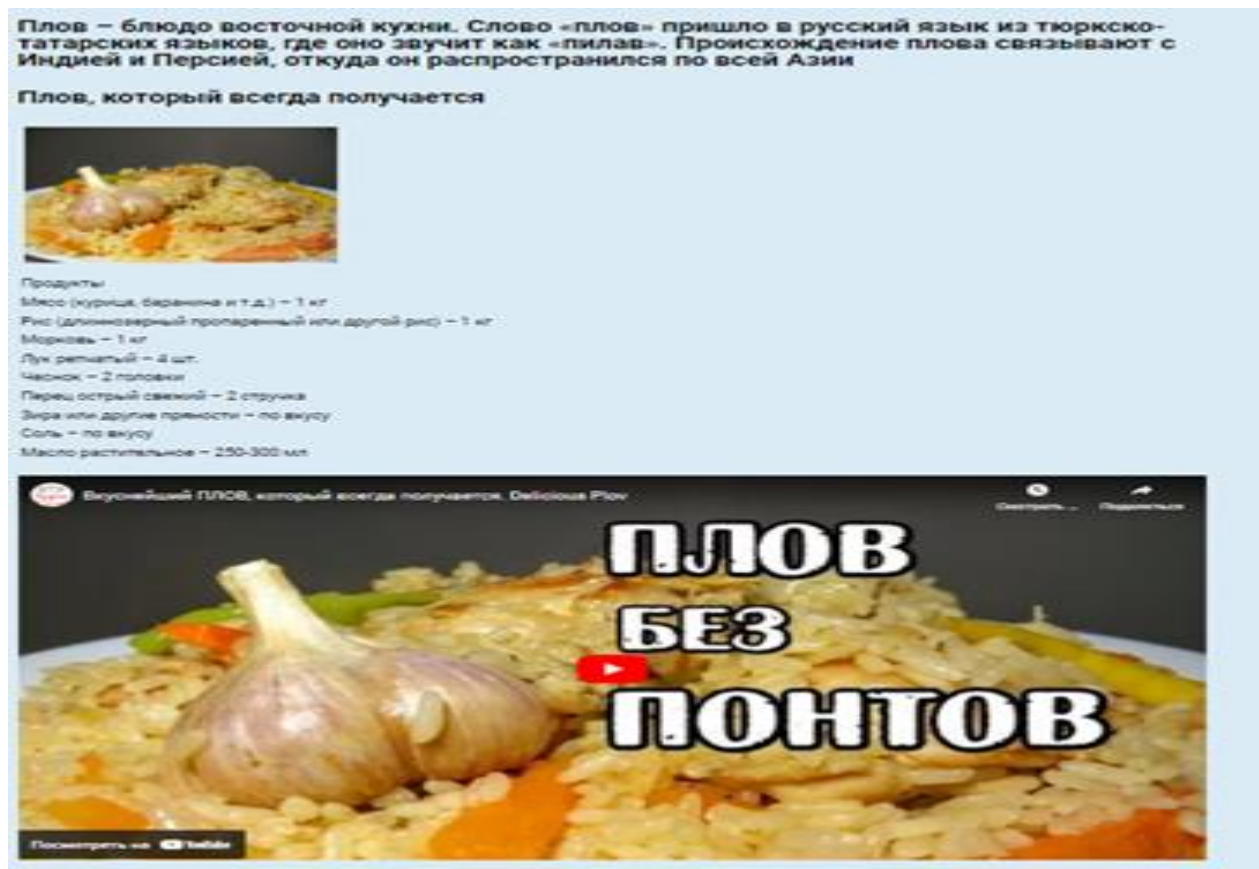 Плов – блюдо восточной кухни. Слово «плов» пришло в русский язык из тюркско-
татарских языков, где оно звучит как «пилав». Происхождение плова связывают с
Индией и Персией, откуда он распространился по всей Азии
Плов, который всегда получается
Продукты
Мясо (курица, баранина и т.д.) – 1 кг
Рис (длиннозерный пропаренный или другой рис) – 1 кг
Морковь – 1 кг
Лук репчатый – 4 шт.
Чеснок – 2 головки
Перец острый свежий – 2 стручка
Зира или другие пряности – по вкусу
Соль – по вкусу
Масло растительное – 250-300 мл
Вкуснейший ПЛОВ, который всегда получается. Delicious Plov
Смотреть ... Поделиться
ПЛОВ
БЕЗ
ПОНТОВ
Посмотреть на YouTube